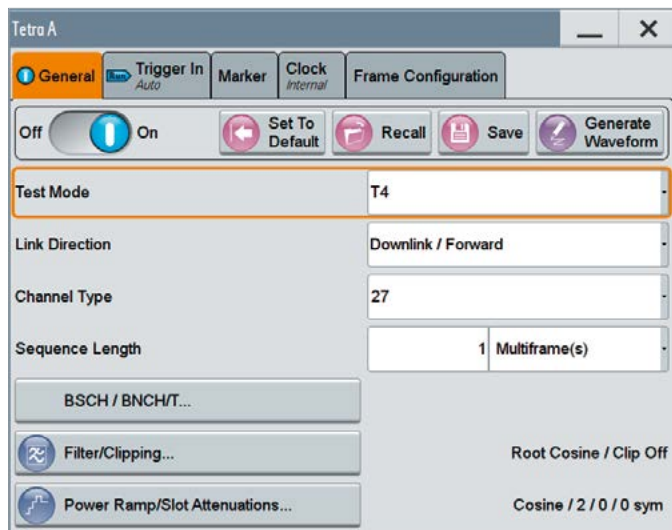 Tetra A
General
Run
Trigger In
Auto
Marker
Clock
Internal
Frame Configuration
Off
On
Set To
Default
Recall
Save
Generate
Waveform
Test Mode T4
Link Direction Downlink / Forward
Channel Type 27
Sequence Length 1 Multiframe(s)
BSCH / BNCH/T...
Filter/Clipping... Root Cosine / Clip Off
Power Ramp/Slot Attenuations... Cosine / 2 / 0 / 0 sym